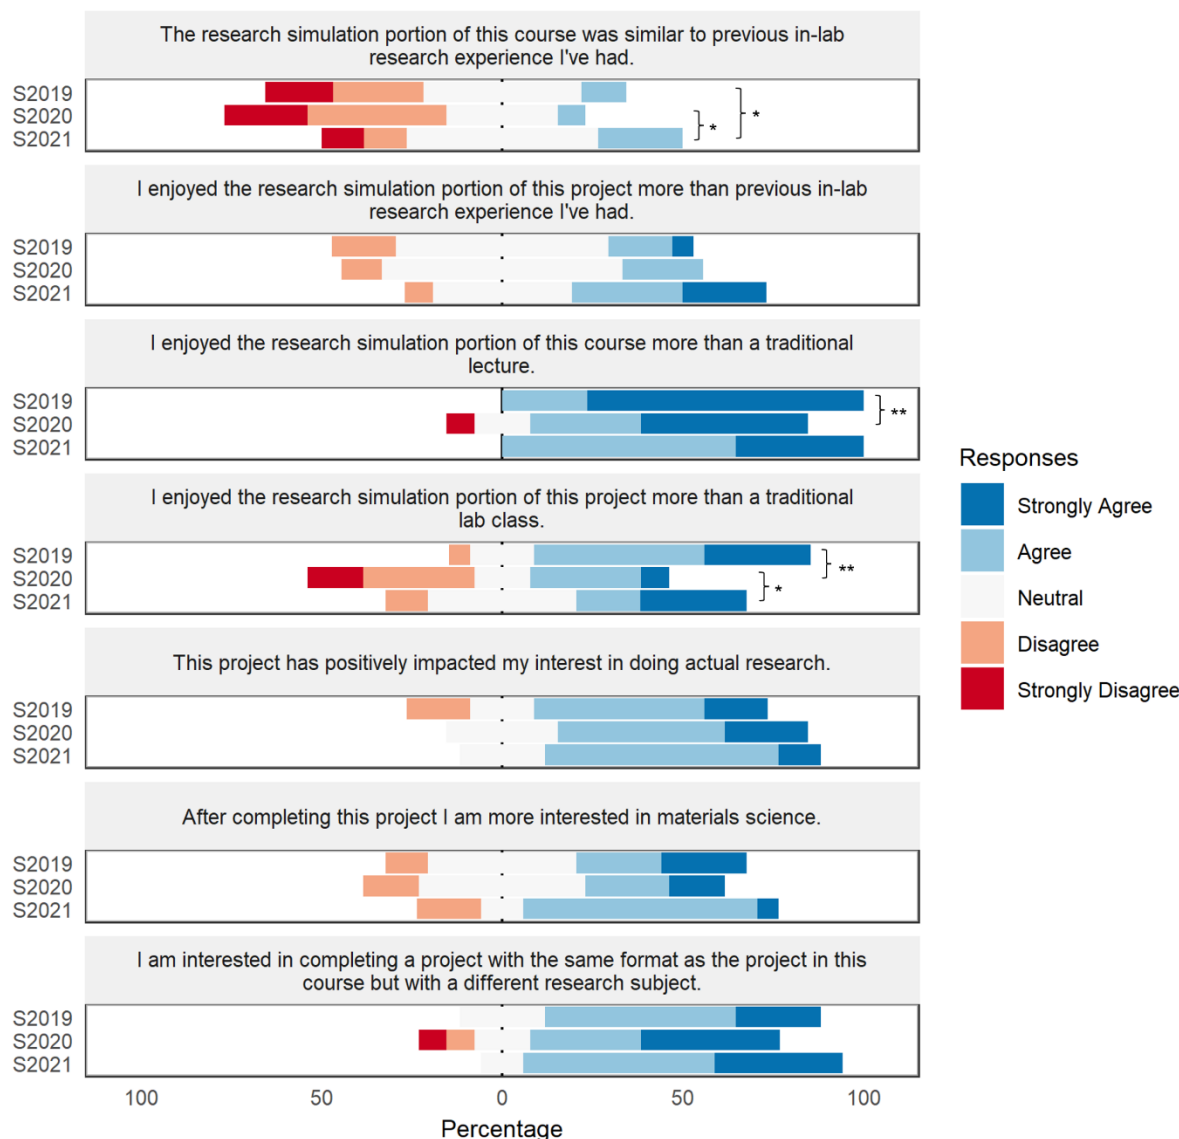 The research simulation portion of this course was similar to previous in-lab
research experience I've had.
S2019
S2020
S2021
*
*
I enjoyed the research simulation portion of this project more than previous in-lab
research experience I've had.
S2019
S2020
S2021
I enjoyed the research simulation portion of this course more than a traditional
lecture.
S2019
S2020
S2021
**
I enjoyed the research simulation portion of this project more than a traditional
lab class.
S2019
S2020
S2021
**
*
This project has positively impacted my interest in doing actual research.
S2019
S2020
S2021
After completing this project I am more interested in materials science.
S2019
S2020
S2021
I am interested in completing a project with the same format as the project in this
course but with a different research subject.
S2019
S2020
S2021
100 50 0 50 100
Percentage
Responses
Strongly Agree
Agree
Neutral
Disagree
Strongly Disagree